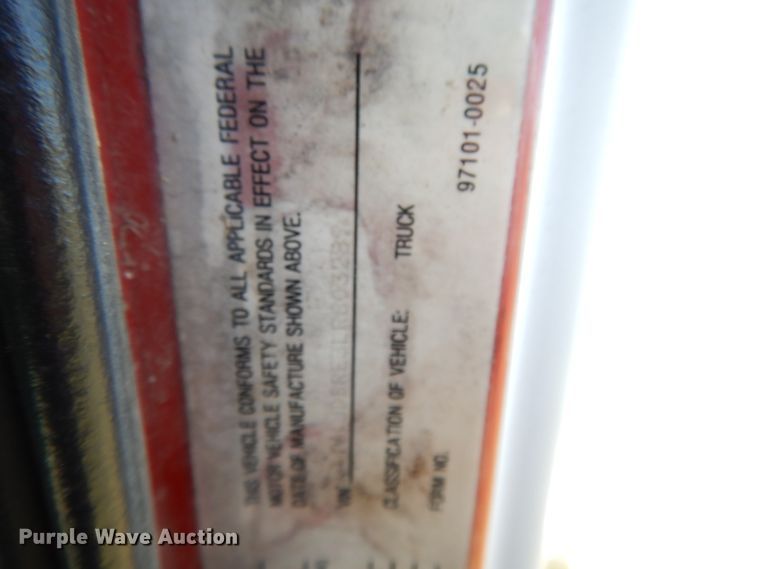 THIS VEHICLE CONFORMS TO ALL APPLICABLE FEDERAL
MOTOR VEHICLE SAFETY STANDARDS IN EFFECT ON THE
DATE OF MANUFACTURE SHOWN ABOVE.
VIN
CLASSIFICATION OF VEHICLE: TRUCK
FORM NO. 97101-0025
Purple Wave Auction